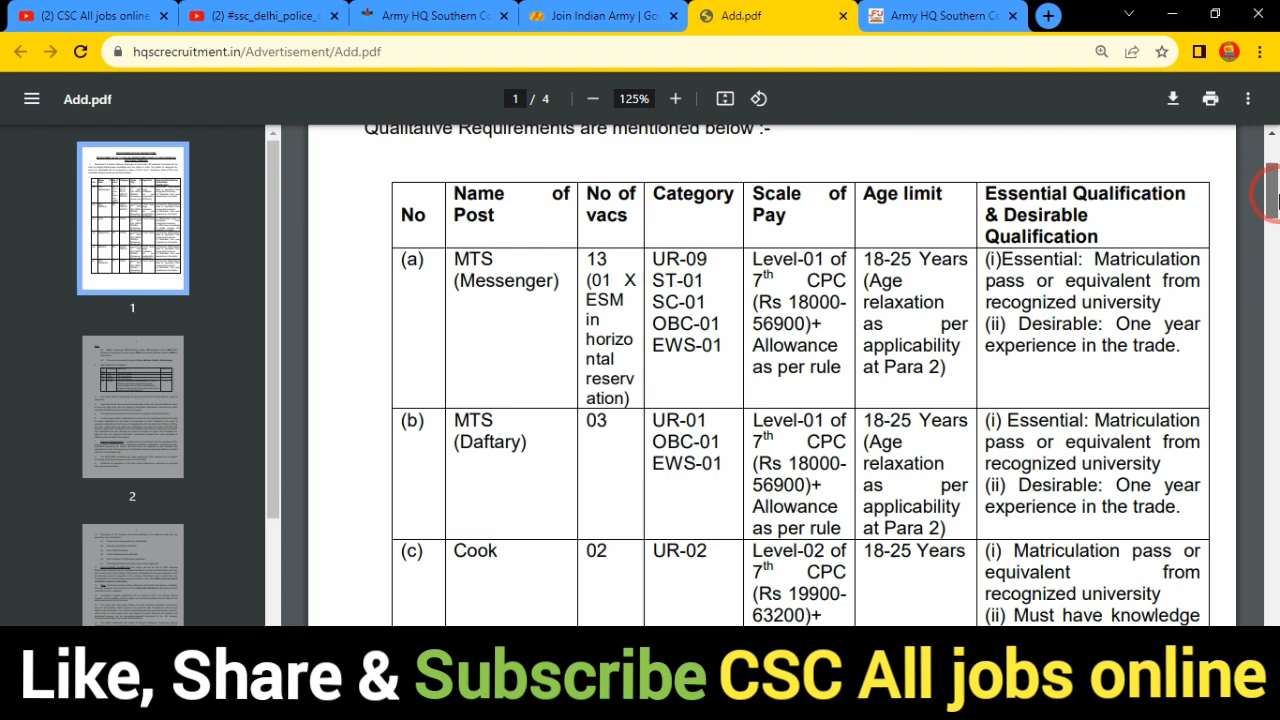 (2) CSC All jobs online
(2) #ssc_delhi_police_c
Army HQ Southern Co
Join Indian Army | Gov
Add.pdf
Army HQ Southern Co
hqscrecruitment.in/Advertisement/Add.pdf
Add.pdf
1 / 4
125%
Qualitative Requirements are mentioned below :-
No
Name of Post
No of vacs
Category
Scale of Pay
Age limit
Essential Qualification & Desirable Qualification
(a)
MTS
(Messenger)
13
(01 X
ESM
in
horizo
ntal
reserv
ation)
UR-09
ST-01
SC-01
OBC-01
EWS-01
Level-01 of
7th CPC
(Rs 18000-
56900)+
Allowance
as per rule
18-25 Years
(Age
relaxation
as per
applicability
at Para 2)
(i)Essential: Matriculation
pass or equivalent from
recognized university
(ii) Desirable: One year
experience in the trade.
(b)
MTS
(Daftary)
03
UR-01
OBC-01
EWS-01
Level-01 of
7th CPC
(Rs 18000-
56900)+
Allowance
as per rule
18-25 Years
(Age
relaxation
as per
applicability
at Para 2)
(i) Essential: Matriculation
pass or equivalent from
recognized university
(ii) Desirable: One year
experience in the trade.
(c)
Cook
02
UR-02
Level-02 of
7th CPC
(Rs 19900-
63200)+
18-25 Years
(i) Matriculation pass or
equivalent from
recognized university
(ii) Must have knowledge
1
2
Like, Share & Subscribe CSC All jobs online